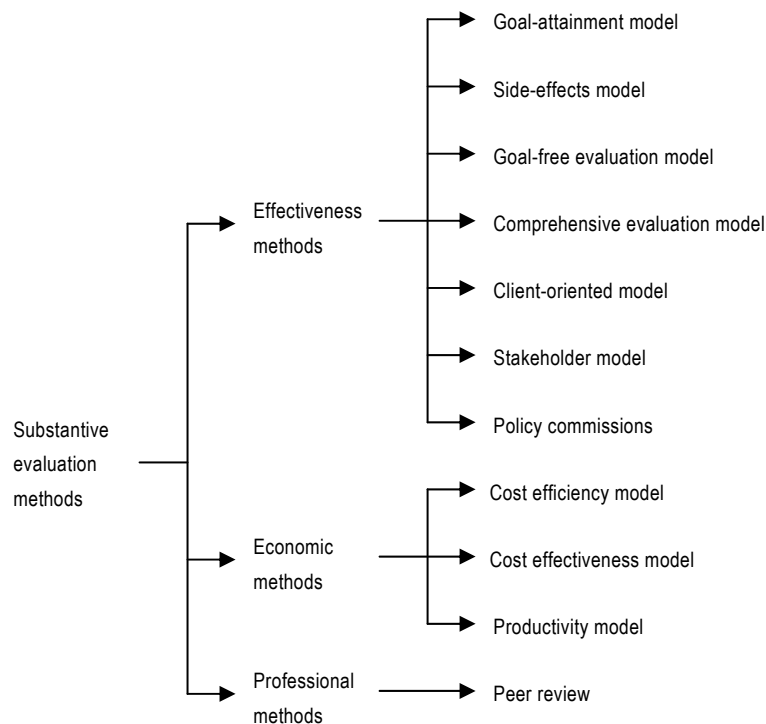 Goal-attainment model
Side-effects model
Goal-free evaluation model
Effectiveness
methods
Comprehensive evaluation model
Client-oriented model
Stakeholder model
Policy commissions
Substantive
evaluation
methods
Cost efficiency model
Economic
methods
Cost effectiveness model
Productivity model
Professional
methods
Peer review